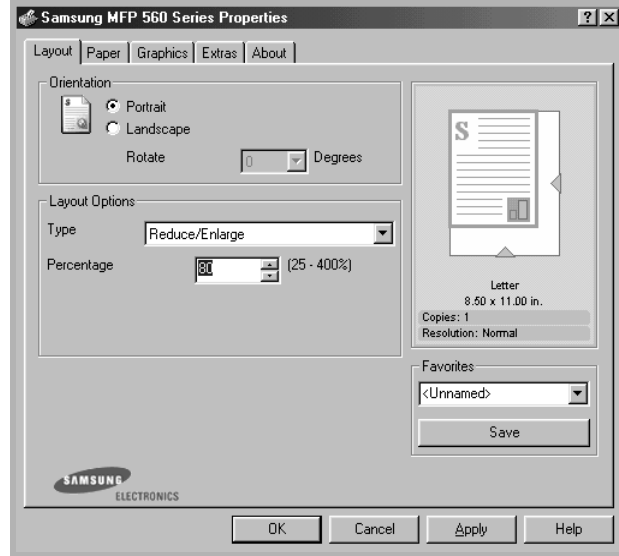 Samsung MFP 560 Series Properties
Layout Paper Graphics Extras About
Orientation
S
Portrait
Landscape
Rotate 0 Degrees
Layout Options
Type Reduce/Enlarge
Percentage 80 (25 - 400%)
S
Letter
8.50 x 11.00 in.
Copies: 1
Resolution: Normal
Favorites
<Unnamed>
Save
SAMSUNG
ELECTRONICS
OK Cancel Apply Help